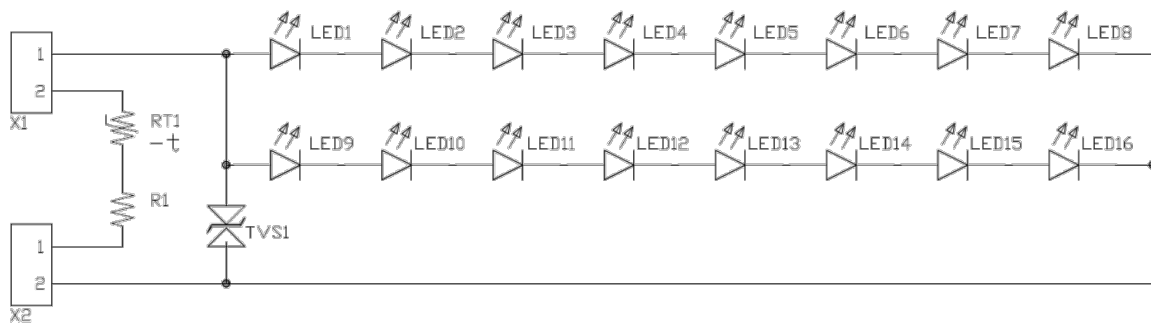 LED1 LED2 LED3 LED4 LED5 LED6 LED7 LED8
1
2
X1
RT1
-t
LED9 LED10 LED11 LED12 LED13 LED14 LED15 LED16
R1
TVS1
1
2
X2